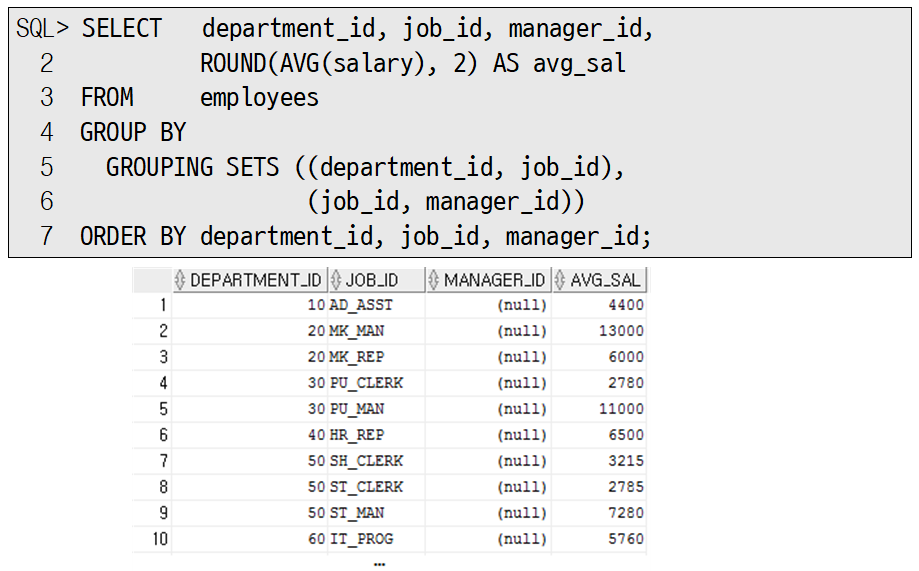 SQL> SELECT department_id, job_id, manager_id,
2 ROUND(AVG(salary), 2) AS avg_sal
3 FROM employees
4 GROUP BY
5 GROUPING SETS ((department_id, job_id),
6 (job_id, manager_id))
7 ORDER BY department_id, job_id, manager_id;
DEPARTMENT_ID JOB_ID MANAGER_ID AVG_SAL
1 10 AD_ASST (null) 4400
2 20 MK_MAN (null) 13000
3 20 MK_REP (null) 6000
4 30 PU_CLERK (null) 2780
5 30 PU_MAN (null) 11000
6 40 HR_REP (null) 6500
7 50 SH_CLERK (null) 3215
8 50 ST_CLERK (null) 2785
9 50 ST_MAN (null) 7280
10 60 IT_PROG (null) 5760
…